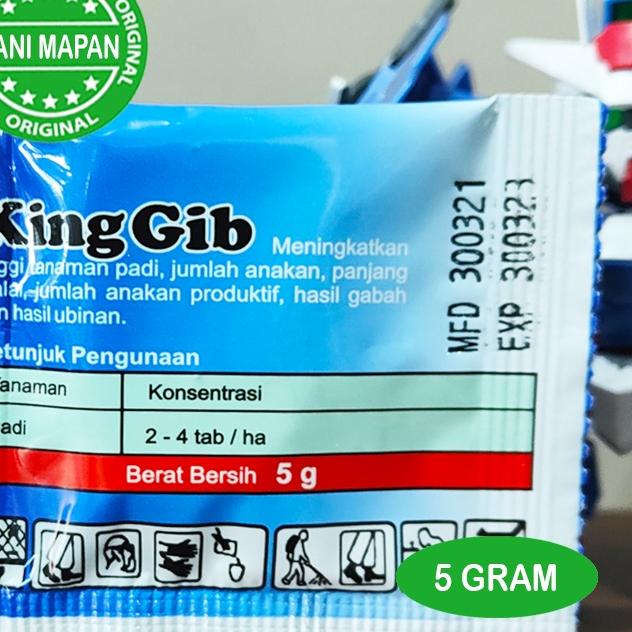 ANI MAPAN
ORIGINAL
ORIGINAL
King Gib Meningkatkan
ggi tanaman padi, jumlah anakan, panjang
alai, jumlah anakan produktif, hasil gabah
n hasil ubinan.
etunjuk Pengunaan
anaman Konsentrasi
adi 2 - 4 tab / ha
Berat Bersih 5 g
MFD 300321
EXP 300323
5 GRAM